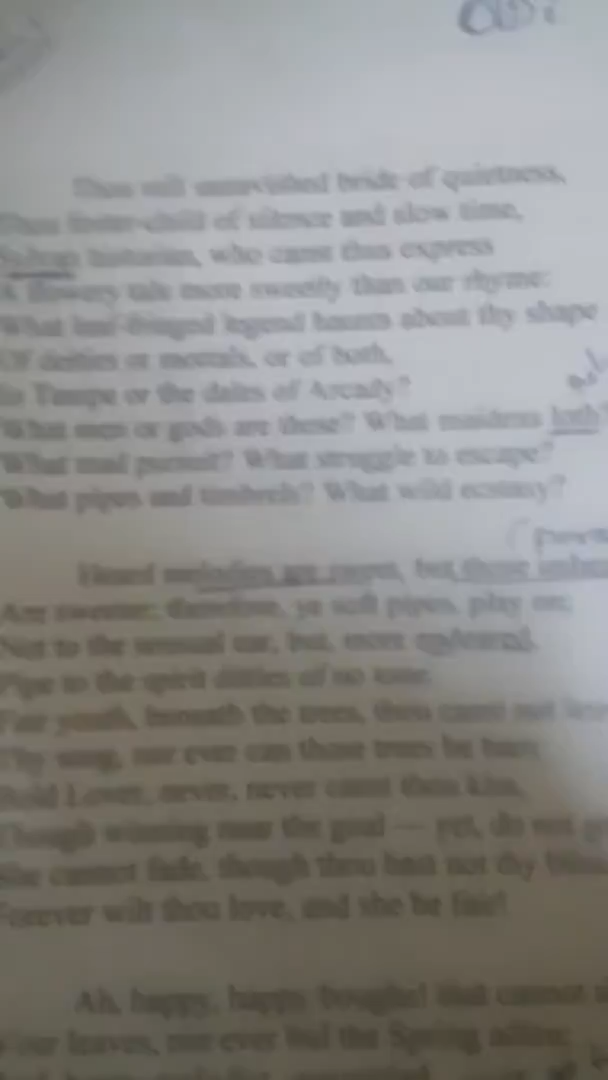 Thou still unravished bride of quietness,
Thou foster-child of silence and slow time,
Sylvan historian, who canst thus express
A flowery tale more sweetly than our rhyme:
What leaf-fringed legend haunts about thy shape
Of deities or mortals, or of both,
In Tempe or the dales of Arcady?
What men or gods are these? What maidens loth?
What mad pursuit? What struggle to escape?
What pipes and timbrels? What wild ecstasy?
Heard melodies are sweet, but those
Are sweeter; therefore, ye soft pipes, play on;
Not to the sensual ear, but, more endeared,
Pipe to the spirit ditties of no tone.
Fair youth, beneath the trees, thou canst not
Thy song, nor ever can those trees be bare;
Bold Lover, never, never canst thou kiss,
Though winning near the goal — yet, do not
She cannot fade, though thou hast not thy
Forever wilt thou love, and she be fair!
Ah, happy, happy boughs! that cannot
Your leaves, nor ever bid the Spring adieu;